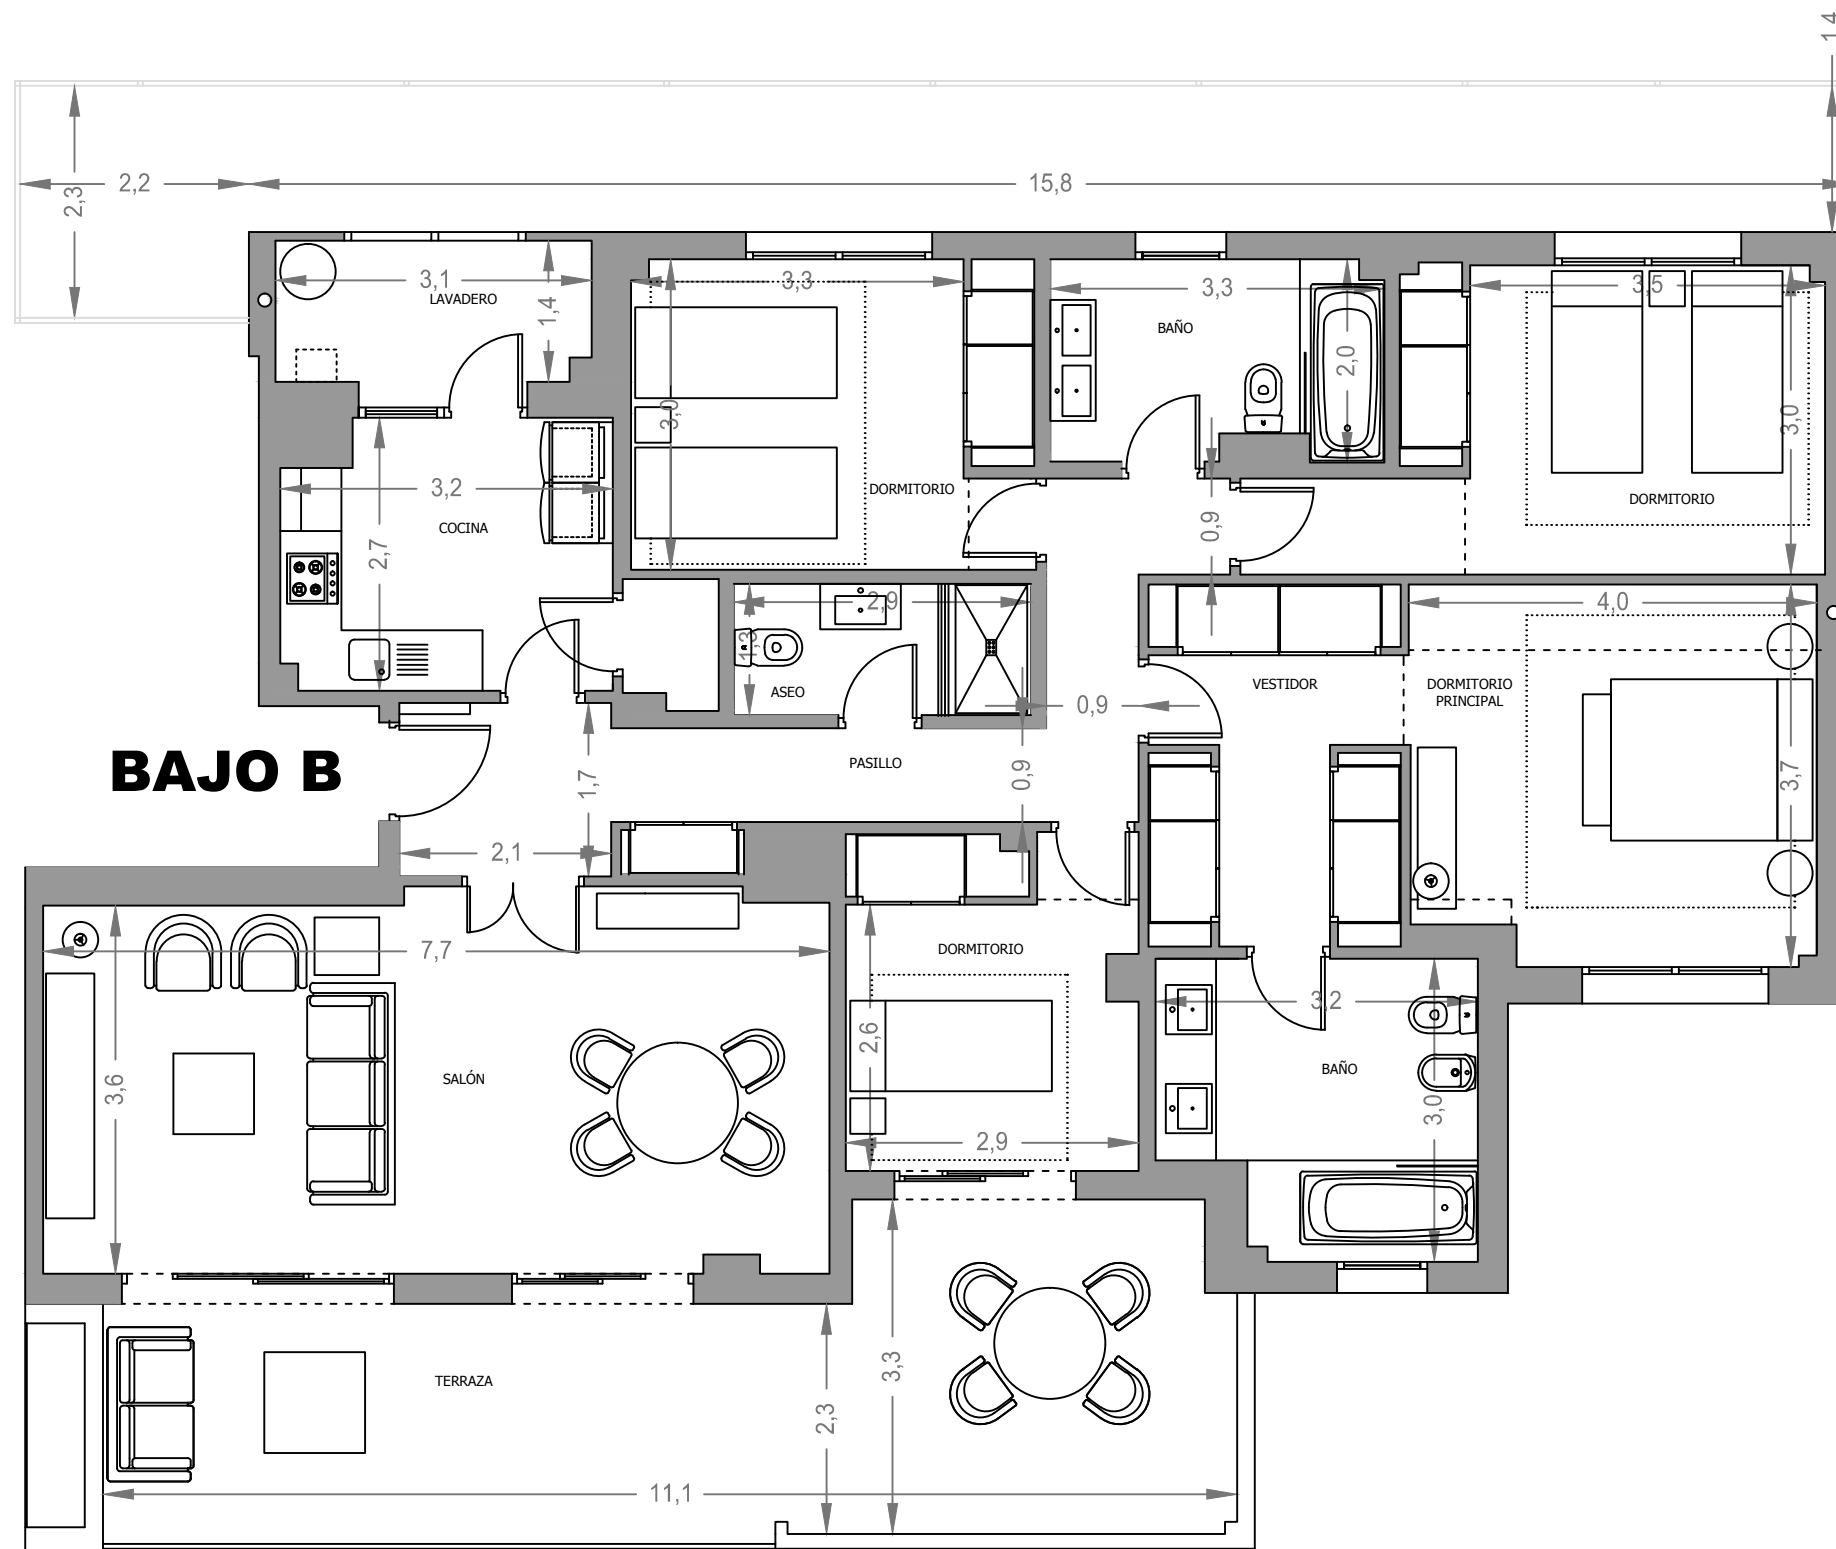 1 4
2,3
2,2
15,8
3,1
LAVADERO
1,4
3,3
3,0
DORMITORIO
3,3
BAÑO
2,0
3,5
3,0
DORMITORIO
3,2
COCINA
2,7
0,9
2,9
1,3
ASEO
4,0
VESTIDOR
DORMITORIO
PRINCIPAL
0,9
3,7
BAJO B
1,7
PASILLO
0,9
2,1
7,7
3,6
SALÓN
DORMITORIO
2,6
2,9
3,2
BAÑO
3,0
TERRAZA
3,3
2,3
11,1